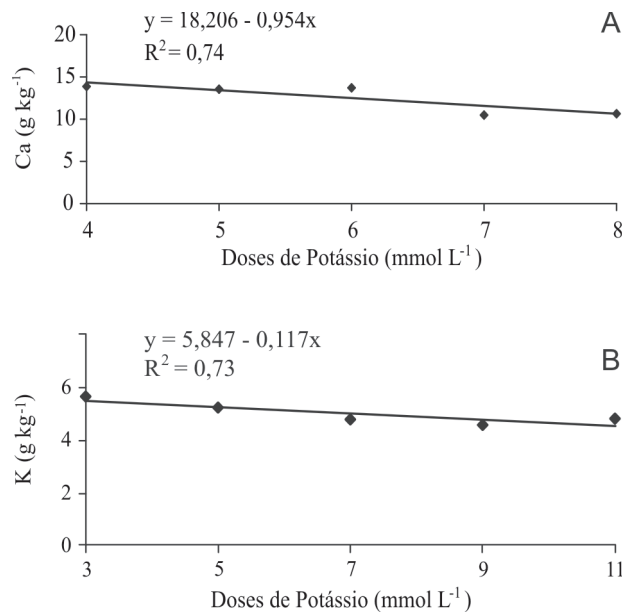 y = 18,206 - 0,954x
A
R² = 0,74
20
15
10
5
0
Ca (g kg⁻¹)
4 5 6 7 8
Doses de Potássio (mmol L⁻¹)
y = 5,847 - 0,117x
B
R² = 0,73
6
4
2
0
K (g kg⁻¹)
3 5 7 9 11
Doses de Potássio (mmol L⁻¹)